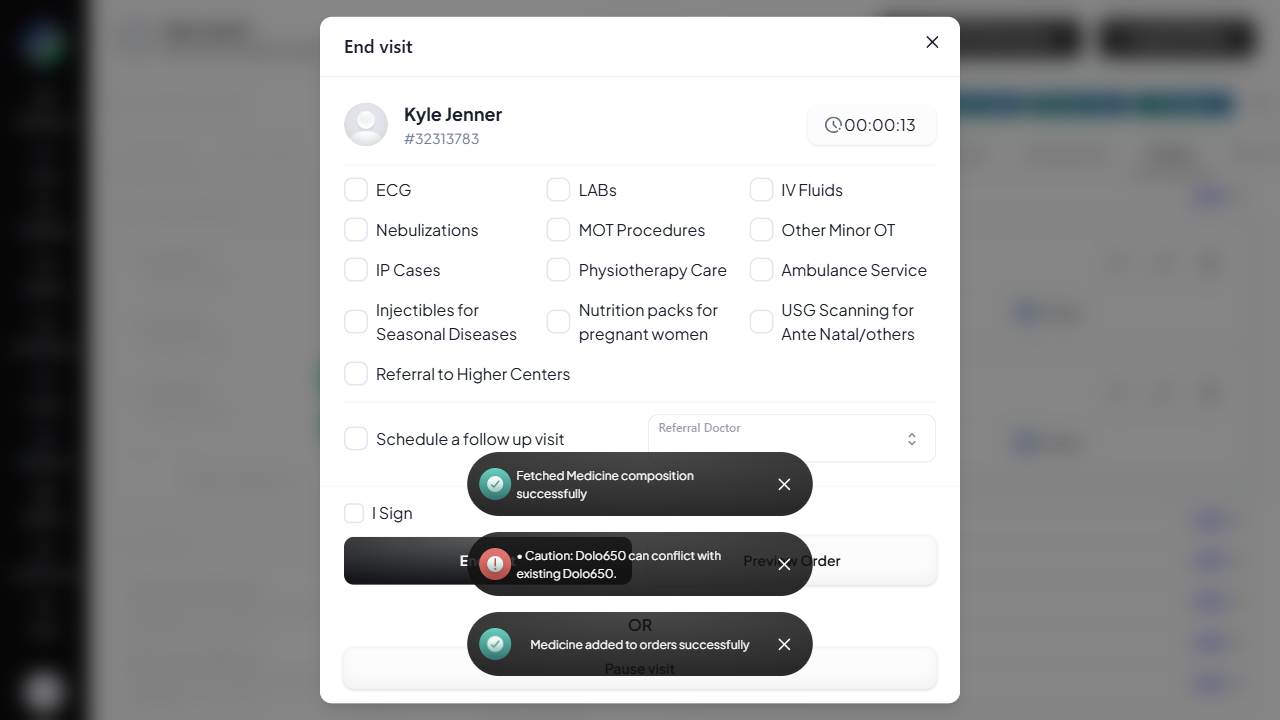 End visit
Kyle Jenner
#32313783
00:00:13
ECG
LABs
IV Fluids
Nebulizations
MOT Procedures
Other Minor OT
IP Cases
Physiotherapy Care
Ambulance Service
Injectibles for
Seasonal Diseases
Nutrition packs for
pregnant women
USG Scanning for
Ante Natal/others
Referral to Higher Centers
Schedule a follow up visit
Referral Doctor
Fetched Medicine composition
successfully
I Sign
• Caution: Dolo650 can conflict with
existing Dolo650.
Preview Order
OR
Medicine added to orders successfully
Pause visit